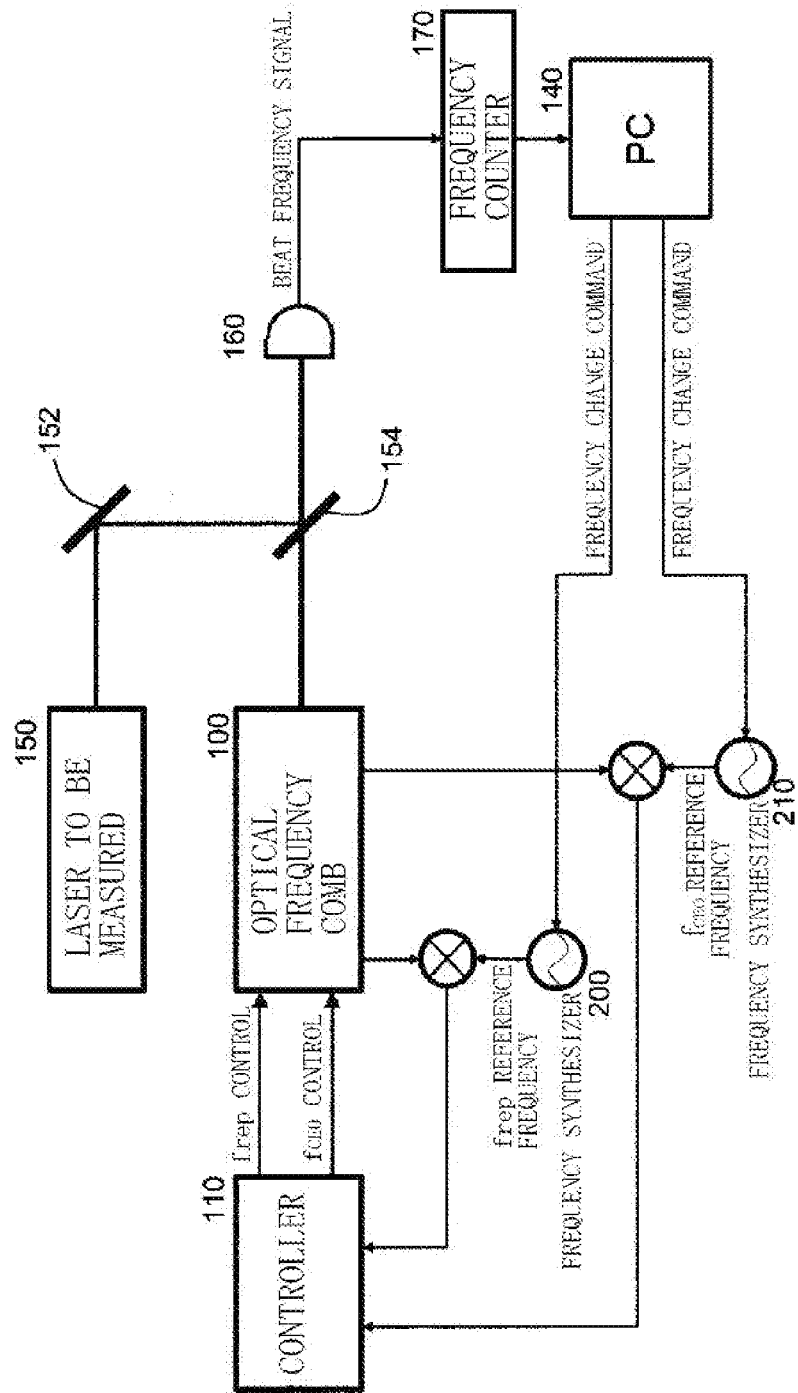 150
LASER TO BE
MEASURED
152
154
160
BEAT FREQUENCY SIGNAL
170
FREQUENCY
COUNTER
140
PC
110
CONTROLLER
frep CONTROL
fCEO CONTROL
100
OPTICAL
FREQUENCY
COMB
frep REFERENCE
FREQUENCY
200
FREQUENCY SYNTHESIZER
fCEO REFERENCE
FREQUENCY
210
FREQUENCY SYNTHESIZER
FREQUENCY CHANGE COMMAND
FREQUENCY CHANGE COMMAND